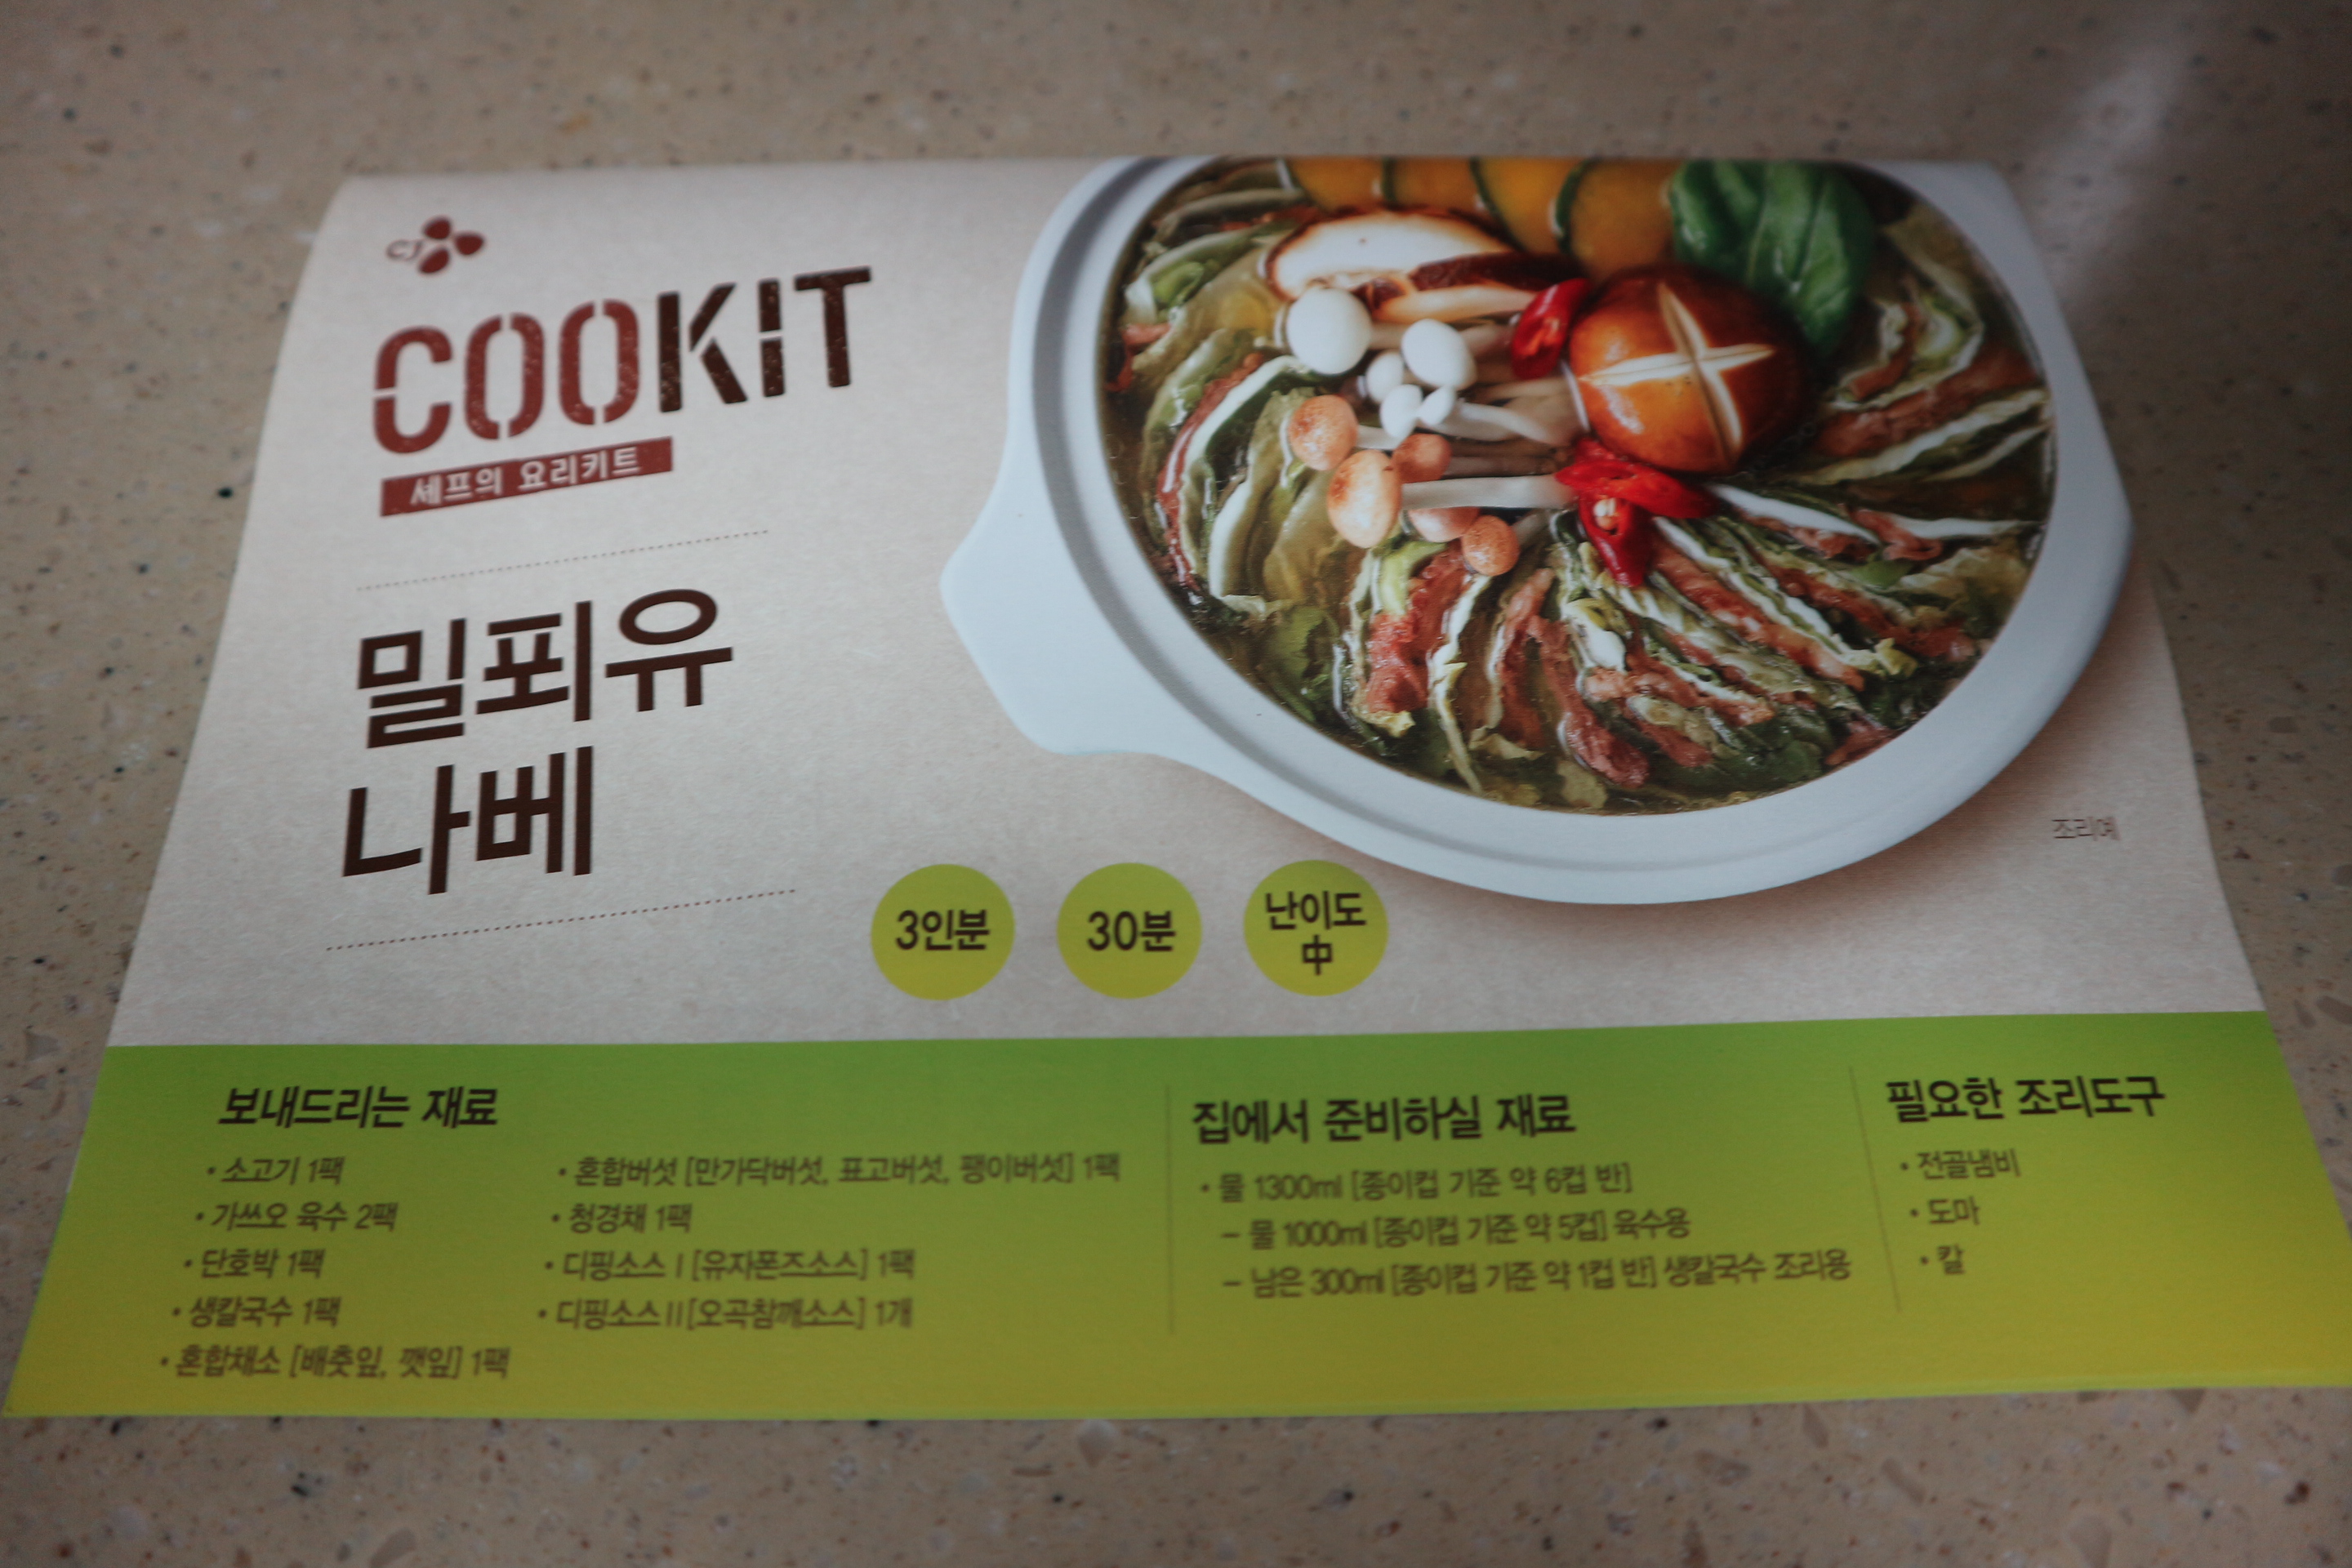 CJ
COOKIT
셰프의 요리키트
밀푀유
나베
3인분
30분
난이도
中
조리예
보내드리는 재료
• 소고기 1팩
• 가쓰오 육수 2팩
• 단호박 1팩
• 생칼국수 1팩
• 혼합채소 [배춧잎, 깻잎] 1팩
• 혼합버섯 [만가닥버섯, 표고버섯, 팽이버섯] 1팩
• 청경채 1팩
• 디핑소스 I [유자폰즈소스] 1팩
• 디핑소스 II [오곡참깨소스] 1개
집에서 준비하실 재료
• 물 1300ml [종이컵 기준 약 6컵 반]
– 물 1000ml [종이컵 기준 약 5컵] 육수용
– 남은 300ml [종이컵 기준 약 1컵 반] 생칼국수 조리용
필요한 조리도구
• 전골냄비
• 도마
• 칼